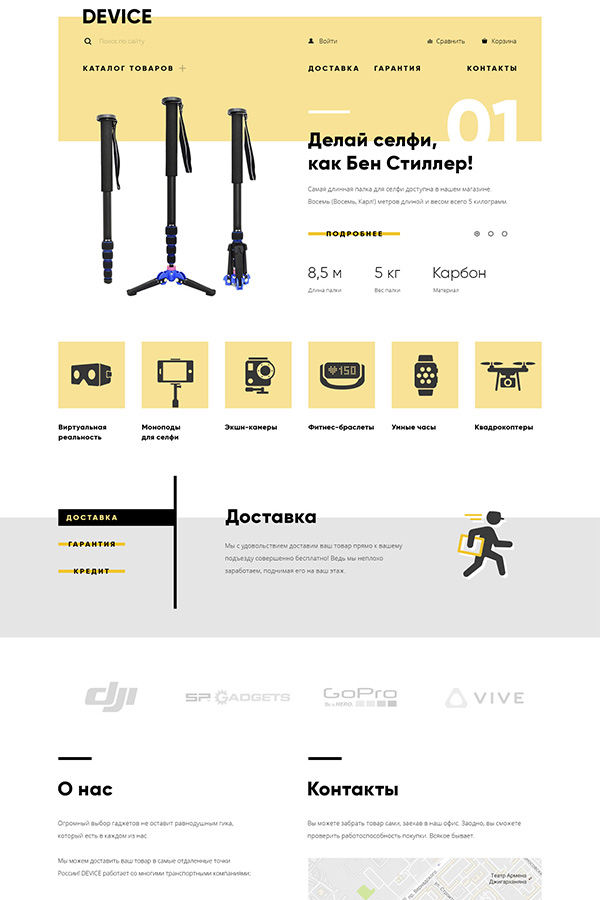 DEVICE
Поиск по сайту
Войти
Сравнить
Корзина
КАТАЛОГ ТОВАРОВ +
ДОСТАВКА
ГАРАНТИЯ
КОНТАКТЫ
01
Делай селфи,
как Бен Стиллер!
Самая длинная палка для селфи доступна в нашем магазине.
Восемь (Восемь, Карл!) метров длиной и весом всего 5 килограмм.
ПОДРОБНЕЕ
8,5 м
5 кг
Карбон
Длина палки
Вес палки
Материал
150
Виртуальная
реальность
Моноподы
для селфи
Экшн-камеры
Фитнес-браслеты
Умные часы
Квадрокоптеры
ДОСТАВКА
ГАРАНТИЯ
КРЕДИТ
Доставка
Мы с удовольствием доставим ваш товар прямо к вашему
подъезду совершенно бесплатно! Ведь мы неплохо
заработаем, поднимая его на ваш этаж.
dji
SP GADGETS
GoPro
Be a HERO.
VIVE
О нас
Огромный выбор гаджетов не оставит равнодушным гика,
который есть в каждом из нас.
Мы можем доставить ваш товар в самые отдаленные точки
России! DEVICE работает со многими транспортными компаниями:
Контакты
Вы можете забрать товар сами, заехав в наш офис. Заодно, вы сможете
проверить работоспособность покупки. Всякое бывает.
Театр Армена
Джигарханяна